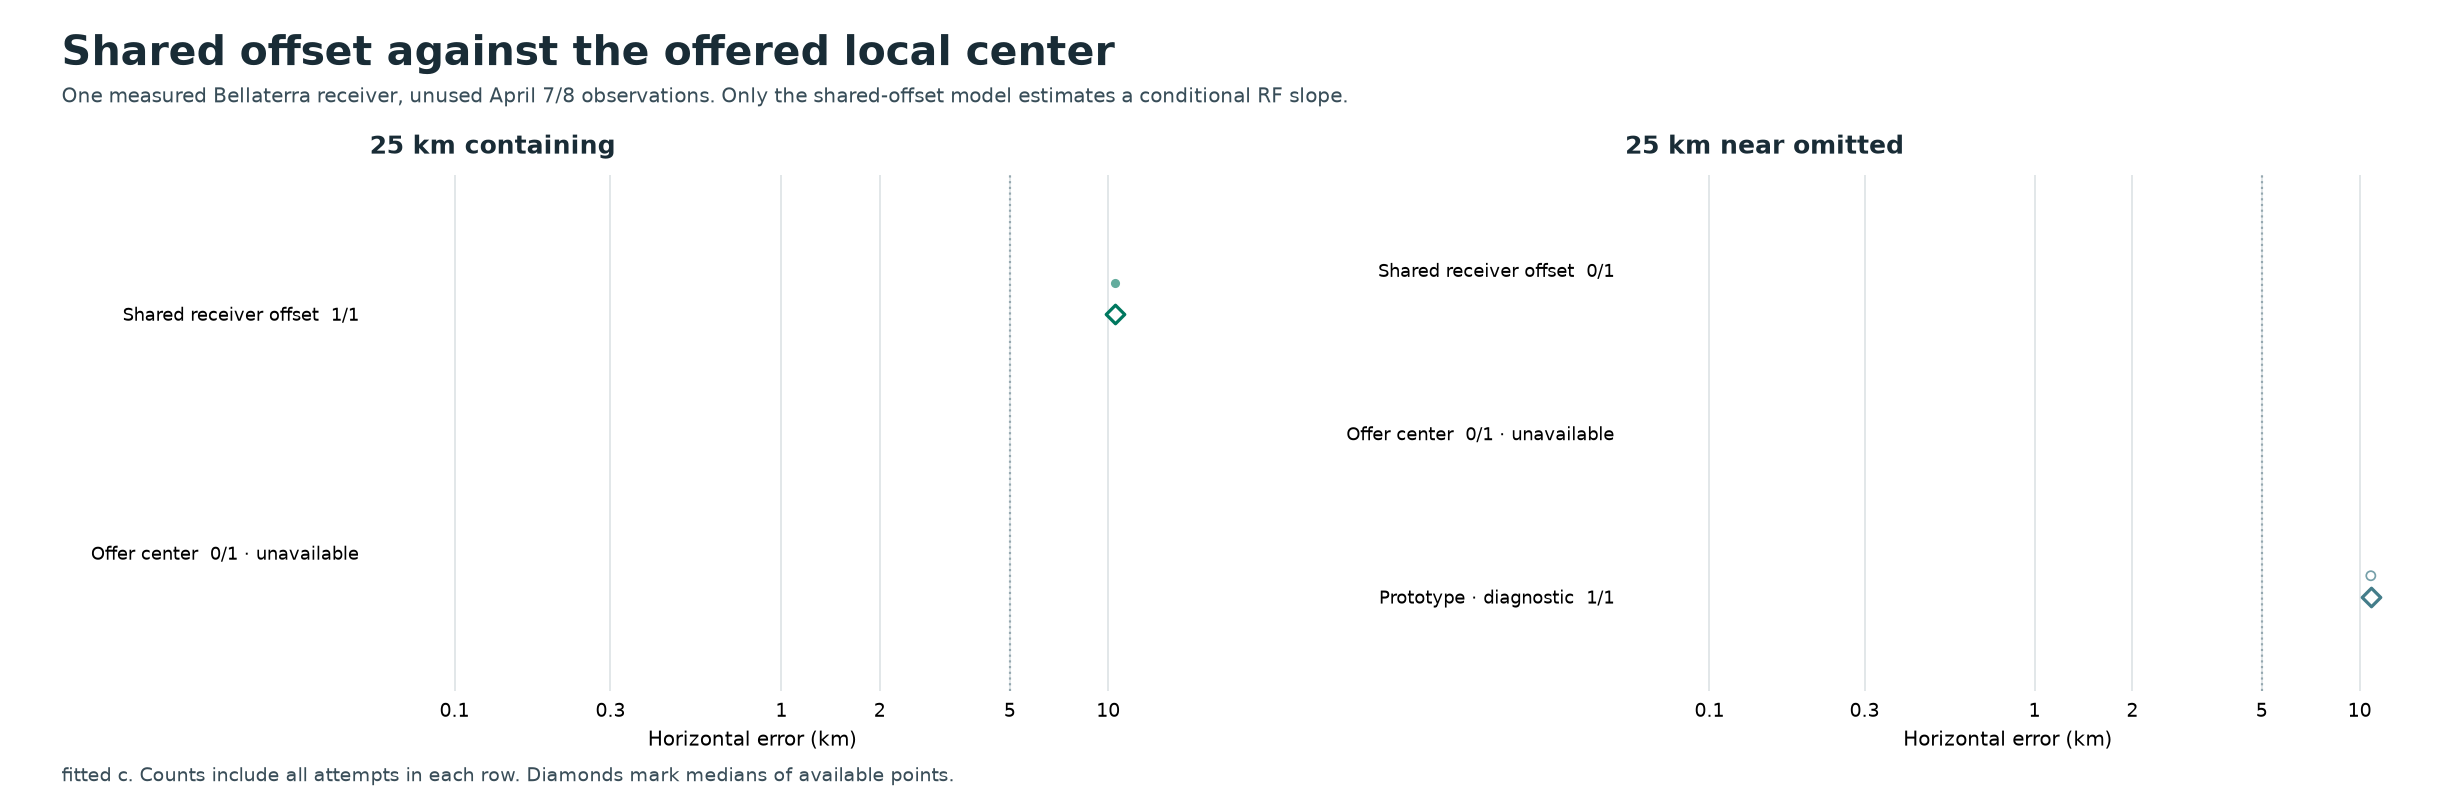 Shared offset against the offered local center
One measured Bellaterra receiver, unused April 7/8 observations. Only the shared-offset model estimates a conditional RF slope.
25 km containing
Shared receiver offset 1/1
Offer center 0/1 · unavailable
0.1 0.3 1 2 5 10
Horizontal error (km)
25 km near omitted
Shared receiver offset 0/1
Offer center 0/1 · unavailable
Prototype · diagnostic 1/1
0.1 0.3 1 2 5 10
Horizontal error (km)
fitted c. Counts include all attempts in each row. Diamonds mark medians of available points.